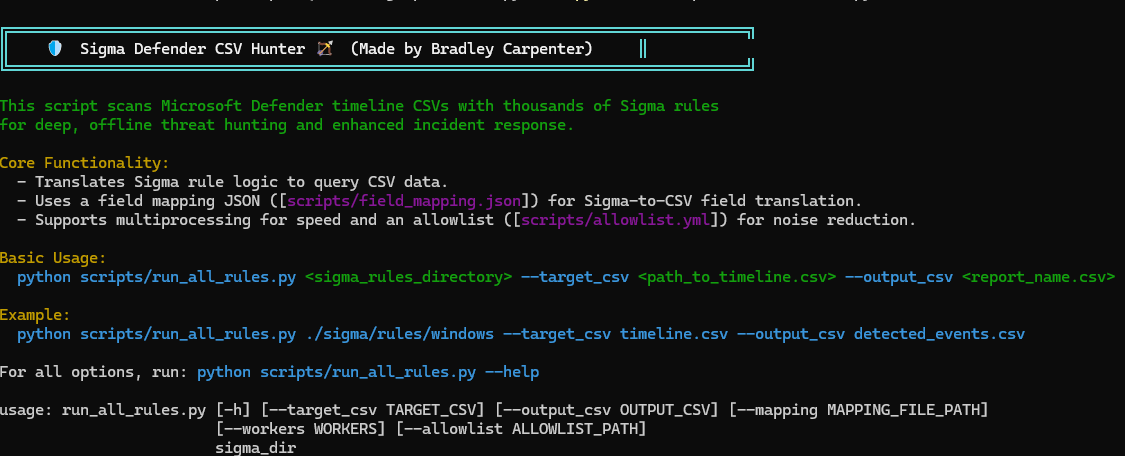 🛡️ Sigma Defender CSV Hunter 🏹 (Made by Bradley Carpenter)
This script scans Microsoft Defender timeline CSVs with thousands of Sigma rules
for deep, offline threat hunting and enhanced incident response.
Core Functionality:
- Translates Sigma rule logic to query CSV data.
- Uses a field mapping JSON ([scripts/field_mapping.json]) for Sigma-to-CSV field translation.
- Supports multiprocessing for speed and an allowlist ([scripts/allowlist.yml]) for noise reduction.
Basic Usage:
python scripts/run_all_rules.py <sigma_rules_directory> --target_csv <path_to_timeline.csv> --output_csv <report_name.csv>
Example:
python scripts/run_all_rules.py ./sigma/rules/windows --target_csv timeline.csv --output_csv detected_events.csv
For all options, run: python scripts/run_all_rules.py --help
usage: run_all_rules.py [-h] [--target_csv TARGET_CSV] [--output_csv OUTPUT_CSV] [--mapping MAPPING_FILE_PATH]
[--workers WORKERS] [--allowlist ALLOWLIST_PATH]
sigma_dir